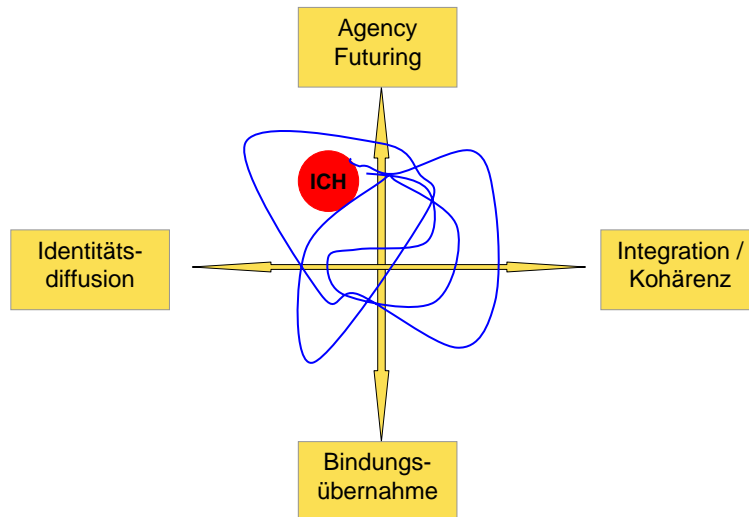 Agency
Futuring
ICH
Identitäts-
diffusion
Integration /
Kohärenz
Bindungs-
übernahme